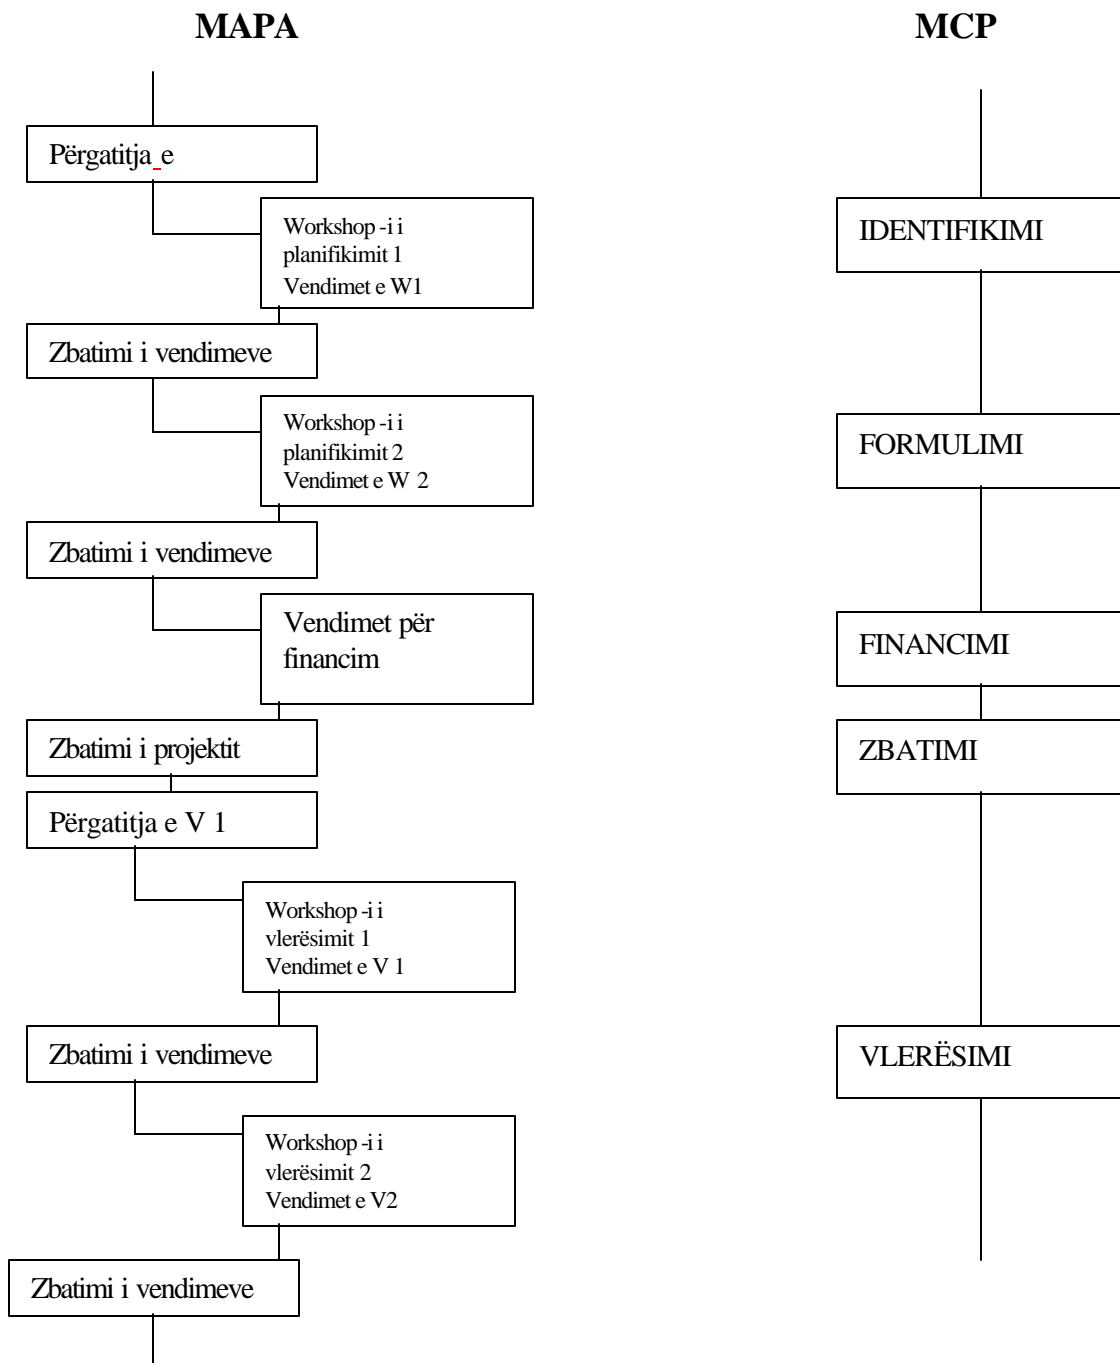 MAPA
Përgatitja e
Workshop -i i
planifikimit 1
Vendimet e W1
Zbatimi i vendimeve
Workshop -i i
planifikimit 2
Vendimet e W 2
Zbatimi i vendimeve
Vendimet për
financim
Zbatimi i projektit
Përgatitja e V 1
Workshop -i i
vlerësimit 1
Vendimet e V 1
Zbatimi i vendimeve
Workshop -i i
vlerësimit 2
Vendimet e V2
Zbatimi i vendimeve
MCP
IDENTIFIKIMI
FORMULIMI
FINANCIMI
ZBATIMI
VLERËSIMI